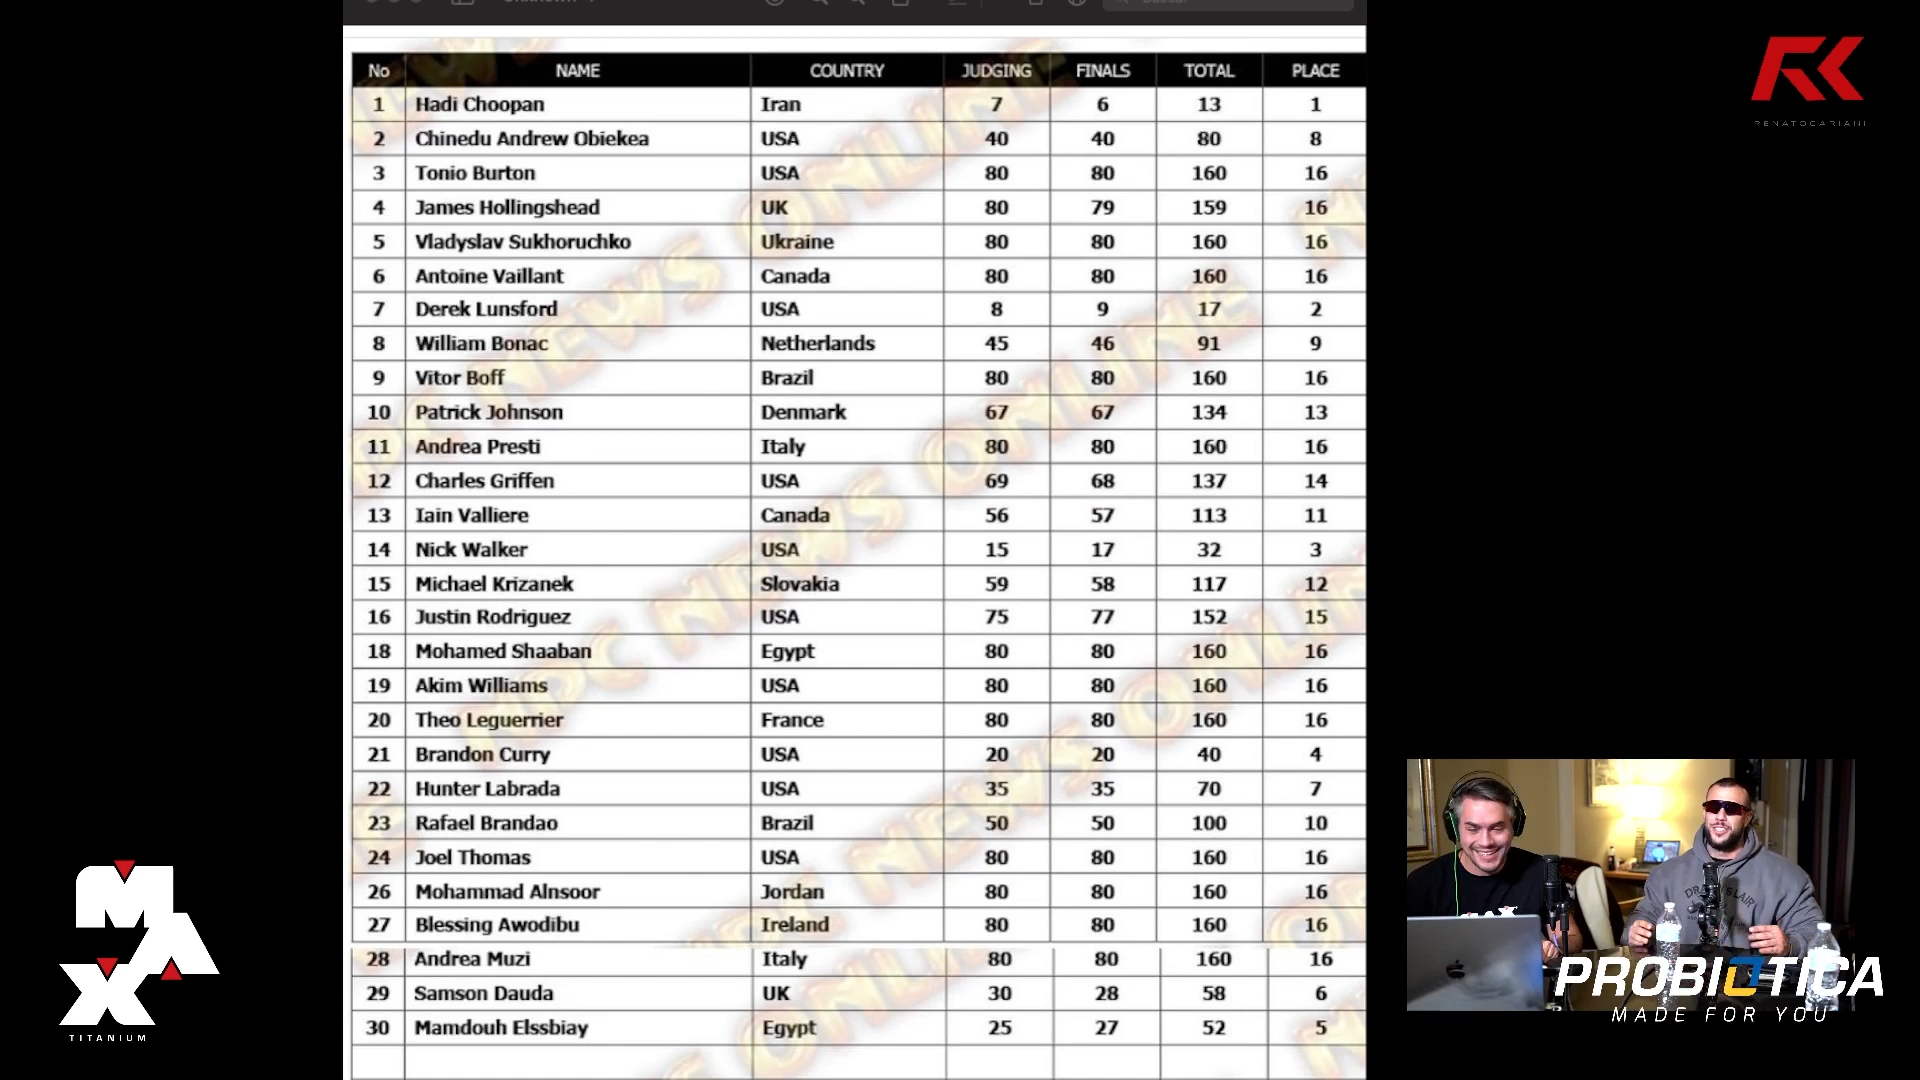 No NAME COUNTRY JUDGING FINALS TOTAL PLACE
1 Hadi Choopan Iran 7 6 13 1
2 Chinedu Andrew Obiekea USA 40 40 80 8
3 Tonio Burton USA 80 80 160 16
4 James Hollingshead UK 80 79 159 16
5 Vladyslav Sukhoruchko Ukraine 80 80 160 16
6 Antoine Vaillant Canada 80 80 160 16
7 Derek Lunsford USA 8 9 17 2
8 William Bonac Netherlands 45 46 91 9
9 Vitor Boff Brazil 80 80 160 16
10 Patrick Johnson Denmark 67 67 134 13
11 Andrea Presti Italy 80 80 160 16
12 Charles Griffen USA 69 68 137 14
13 Iain Valliere Canada 56 57 113 11
14 Nick Walker USA 15 17 32 3
15 Michael Krizanek Slovakia 59 58 117 12
16 Justin Rodriguez USA 75 77 152 15
18 Mohamed Shaaban Egypt 80 80 160 16
19 Akim Williams USA 80 80 160 16
20 Theo Leguerrier France 80 80 160 16
21 Brandon Curry USA 20 20 40 4
22 Hunter Labrada USA 35 35 70 7
23 Rafael Brandao Brazil 50 50 100 10
24 Joel Thomas USA 80 80 160 16
26 Mohammad Alnsoor Jordan 80 80 160 16
27 Blessing Awodibu Ireland 80 80 160 16
28 Andrea Muzi Italy 80 80 160 16
29 Samson Dauda UK 30 28 58 6
30 Mamdouh Elssbiay Egypt 25 27 52 5
NPC NEWS ONLINE
RK
RENATOCARIANI
MAX
TITANIUM
PROBIOTICA
MADE FOR YOU